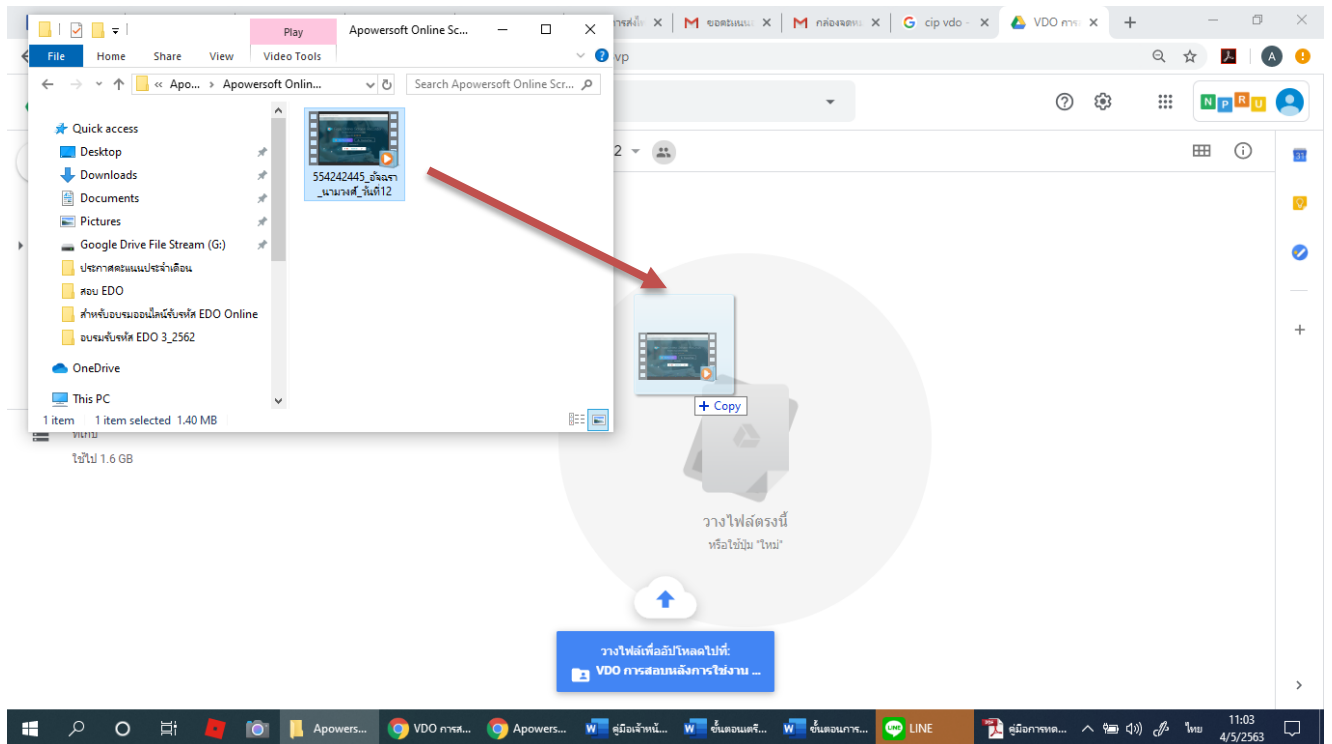 Play
Apowersoft Online Sc...
File
Home
Share
View
Video Tools
cip vdo -
VDO การ
vp
« Apo... › Apowersoft Onlin...
Search Apowersoft Online Scr...
N P R U
A
Quick access
Desktop
Downloads
Documents
Pictures
Google Drive File Stream (G:)
ประกาศคะแนนประจำเดือน
สอบ EDO
สำหรับอบรมออนไลน์รับรหัส EDO Online
อบรมรับรหัส EDO 3_2562
OneDrive
This PC
554242445_อัจฉรา
_นามวงศ์_วันที่12
2
31
1 item
1 item selected 1.40 MB
+ Copy
ที่เก็บ
ใช้ไป 1.6 GB
วางไฟล์ตรงนี้
หรือใช้ปุ่ม "ใหม่"
วางไฟล์เพื่ออัปโหลดไปที่:
VDO การสอบหลังการใช้งาน ...
Apowers...
VDO การส...
Apowers...
คู่มือเจ้าหน้...
ขั้นตอนเตรี...
ขั้นตอนการ...
LINE
คู่มือการทด...
ไทย
11:03
4/5/2563